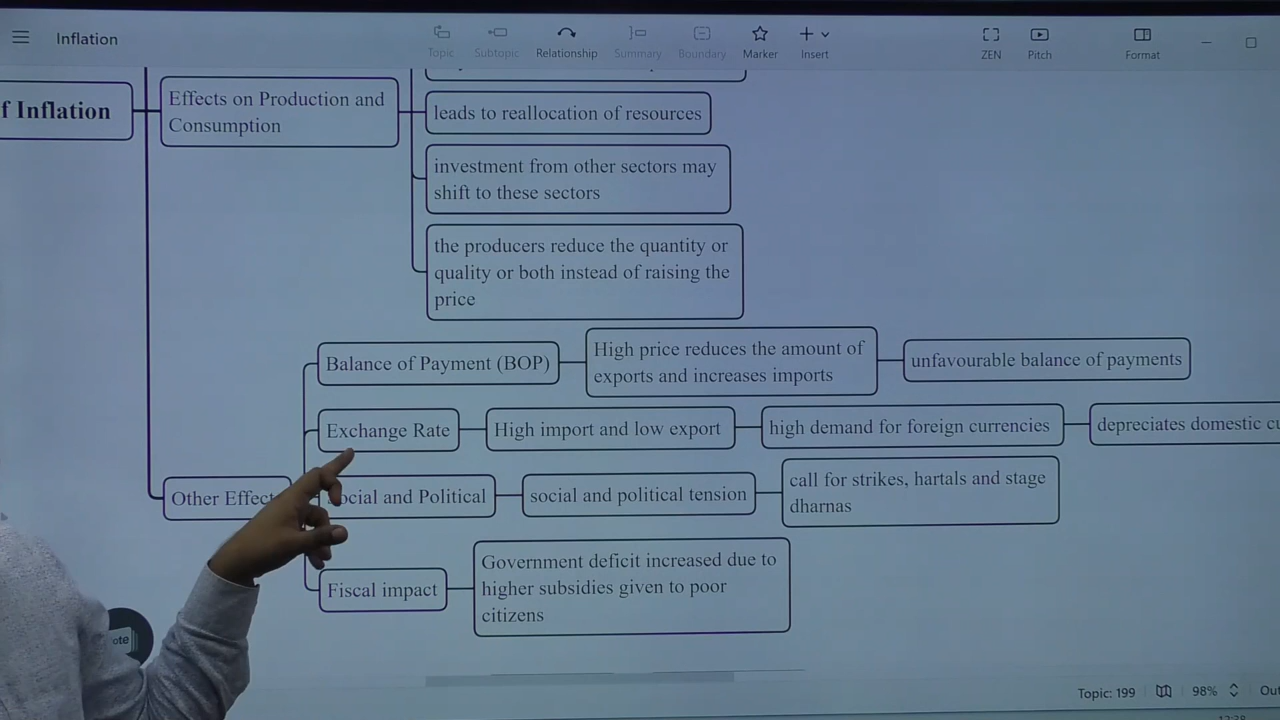 Inflation
Topic
Subtopic
Relationship
Summary
Boundary
Marker
Insert
ZEN
Pitch
Format
f Inflation
Effects on Production and
Consumption
leads to reallocation of resources
investment from other sectors may
shift to these sectors
the producers reduce the quantity or
quality or both instead of raising the
price
Balance of Payment (BOP)
High price reduces the amount of
exports and increases imports
unfavourable balance of payments
Exchange Rate
High import and low export
high demand for foreign currencies
depreciates domestic cu
Other Effect
ocial and Political
social and political tension
call for strikes, hartals and stage
dharnas
Fiscal impact
Government deficit increased due to
higher subsidies given to poor
citizens
ote
Topic: 199
98%
Out